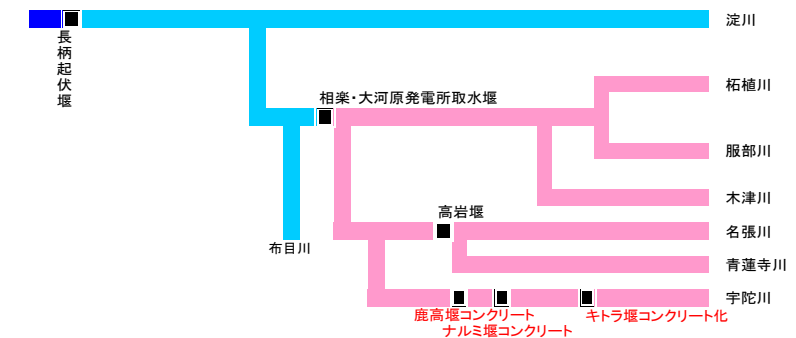 淀川
長柄起伏堰
柘植川
相楽・大河原発電所取水堰
服部川
木津川
高岩堰
名張川
布目川
青蓮寺川
宇陀川
鹿高堰コンクリート
キトラ堰コンクリート化
ナルミ堰コンクリート